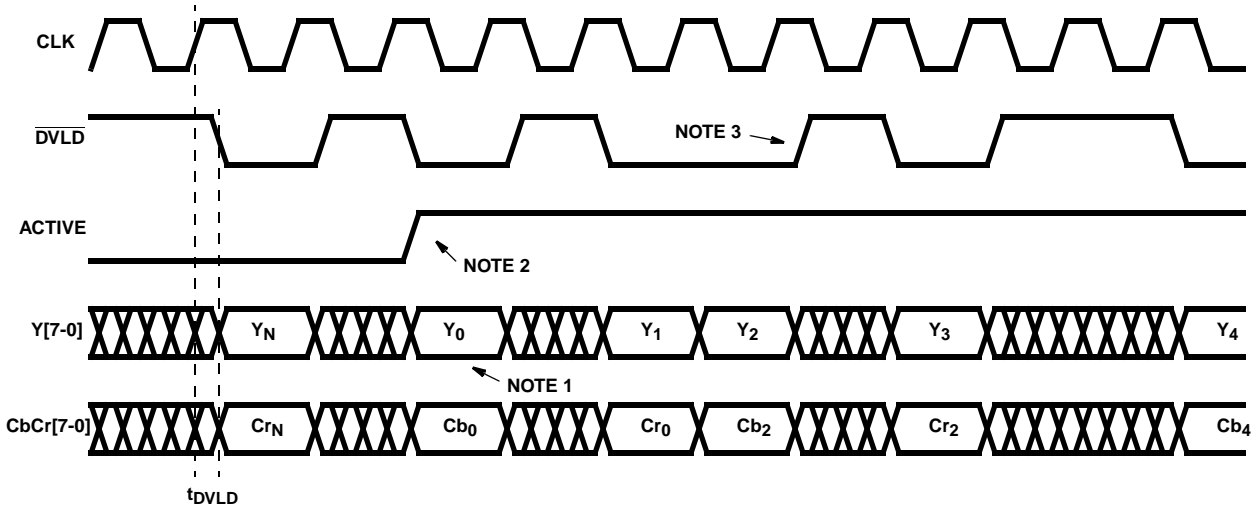 CLK
DVLD
NOTE 3
ACTIVE
NOTE 2
Y[7-0] YN Y0 Y1 Y2 Y3 Y4
NOTE 1
CbCr[7-0] CrN Cb0 Cr0 Cb2 Cr2 Cb4
tDVLD